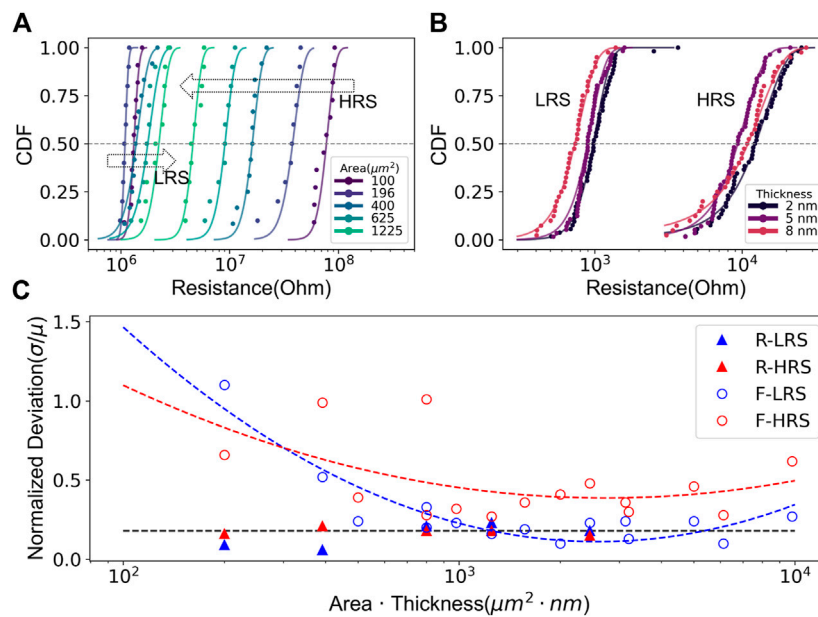 A
1.00
0.75
0.50
0.25
0.00
CDF
HRS
LRS
Area(μm²)
100
196
400
625
1225
10⁶
10⁷
10⁸
Resistance(Ohm)
B
1.00
0.75
0.50
0.25
0.00
CDF
LRS
HRS
Thickness
2 nm
5 nm
8 nm
10³
10⁴
Resistance(Ohm)
C
1.5
1.0
0.5
0.0
Normalized Deviation(σ/μ)
R-LRS
R-HRS
F-LRS
F-HRS
10²
10³
10⁴
Area · Thickness(μm² · nm)